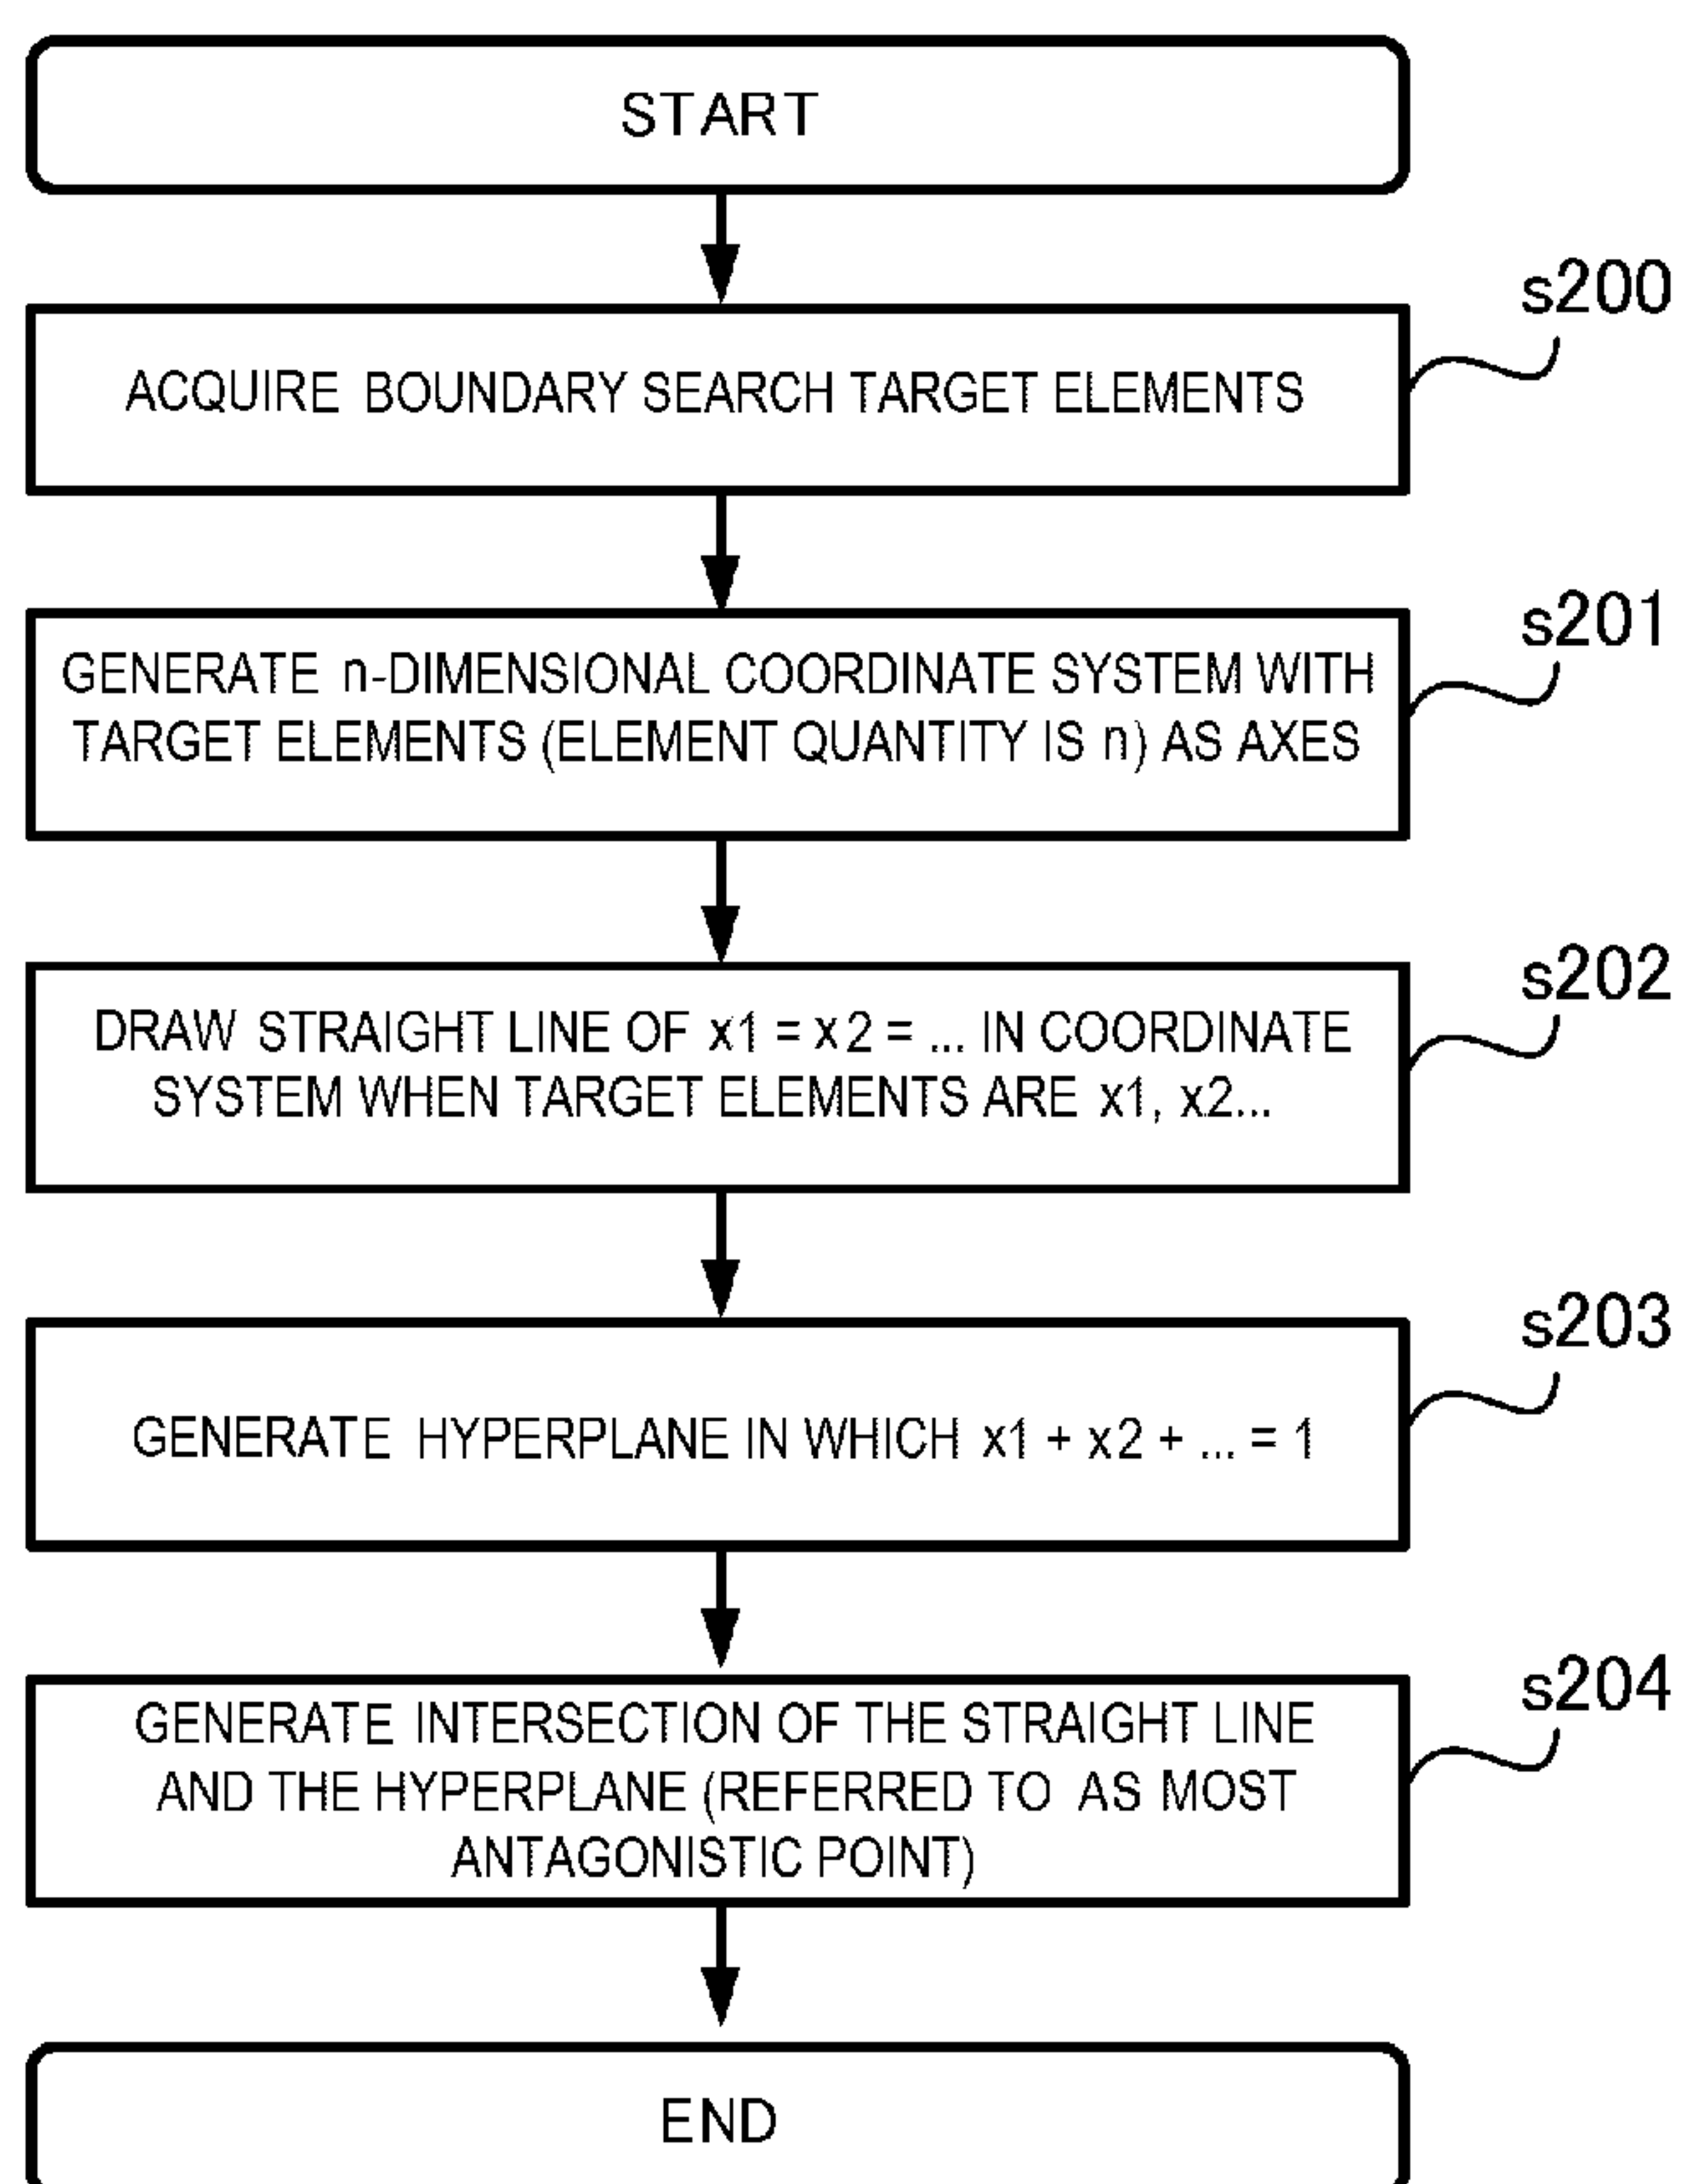 START
s200
ACQUIRE BOUNDARY SEARCH TARGET ELEMENTS
s201
GENERATE n-DIMENSIONAL COORDINATE SYSTEM WITH
TARGET ELEMENTS (ELEMENT QUANTITY IS n) AS AXES
s202
DRAW STRAIGHT LINE OF x1 = x2 = ... IN COORDINATE
SYSTEM WHEN TARGET ELEMENTS ARE x1, x2...
s203
GENERATE HYPERPLANE IN WHICH x1 + x2 + ... = 1
s204
GENERATE INTERSECTION OF THE STRAIGHT LINE
AND THE HYPERPLANE (REFERRED TO AS MOST
ANTAGONISTIC POINT)
END